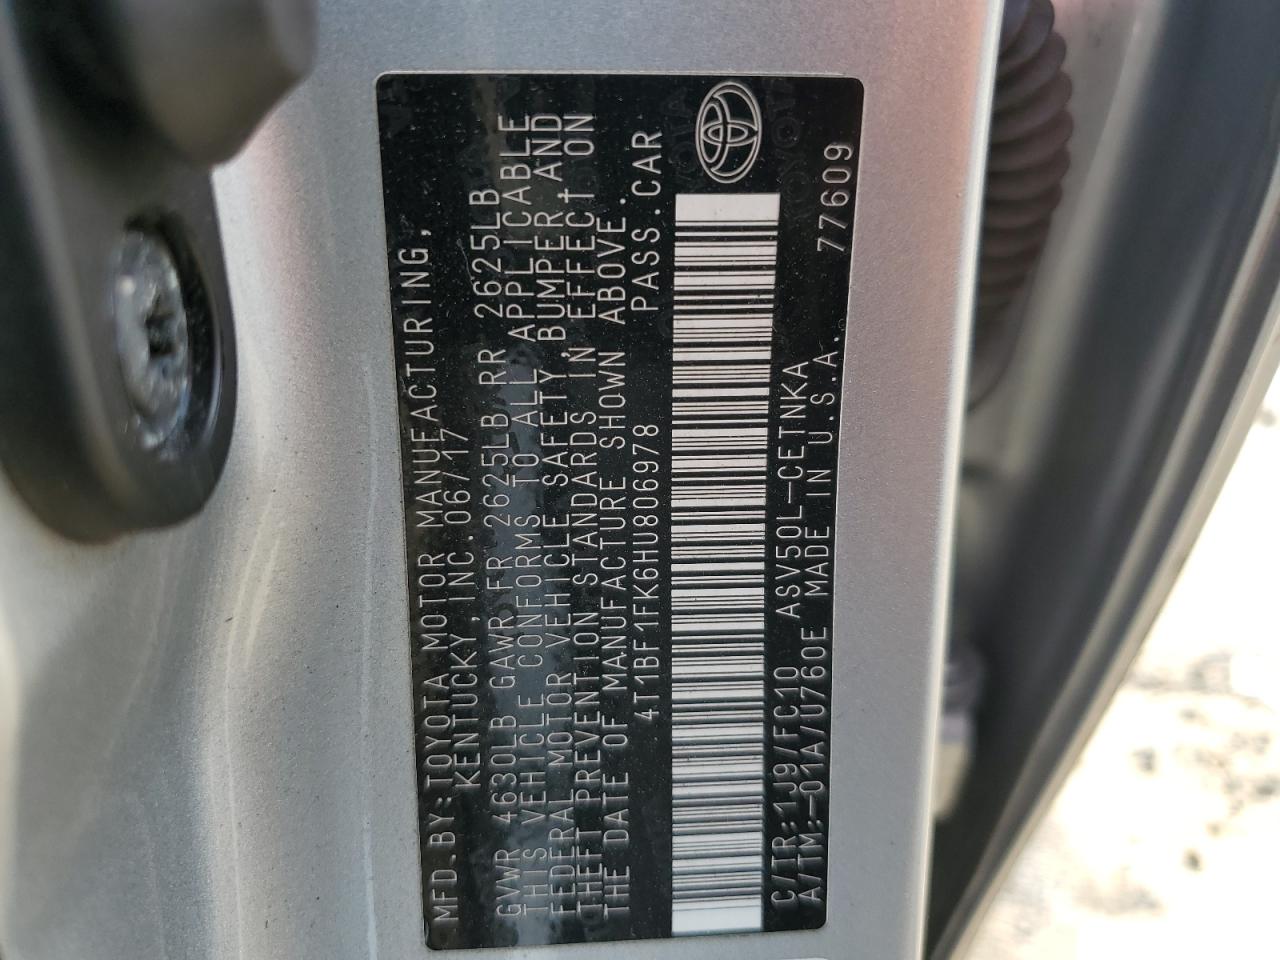 MFD.BY:TOYOTA MOTOR MANUFACTURING,
KENTUCKY,INC.06/17
GVWR 4630LB GAWR FR 2625LB RR 2625LB
THIS VEHICLE CONFORMS TO ALL APPLICABLE
FEDERAL MOTOR VEHICLE SAFETY,BUMPER,AND
THEFT PREVENTION STANDARDS IN EFFECT ON
THE DATE OF MANUFACTURE SHOWN ABOVE.
4T1BF1FK6HU806978 PASS.CAR
C/TR:1J9/FC10 ASV50L-CETNKA
A/TM:-01A/U760E MADE IN U.S.A. 77609